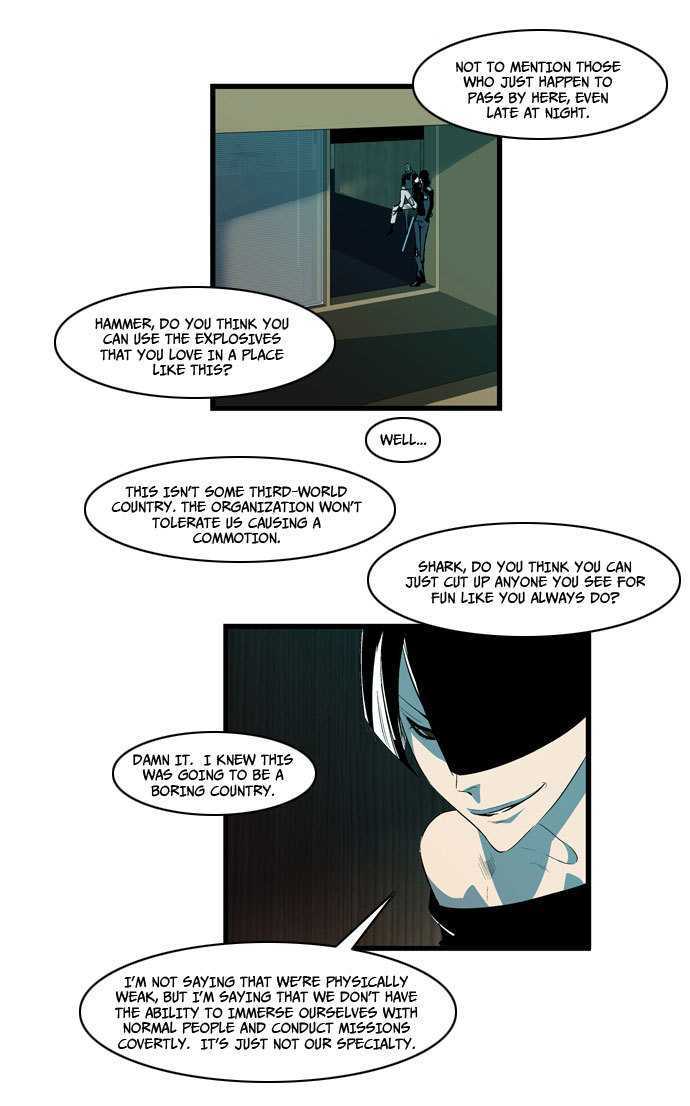 NOT TO MENTION THOSE
WHO JUST HAPPEN TO
PASS BY HERE, EVEN
LATE AT NIGHT.
HAMMER, DO YOU THINK YOU
CAN USE THE EXPLOSIVES
THAT YOU LOVE IN A PLACE
LIKE THIS?
WELL...
THIS ISN'T SOME THIRD-WORLD
COUNTRY. THE ORGANIZATION WON'T
TOLERATE US CAUSING A
COMMOTION.
SHARK, DO YOU THINK YOU CAN
JUST CUT UP ANYONE YOU SEE FOR
FUN LIKE YOU ALWAYS DO?
DAMN IT. I KNEW THIS
WAS GOING TO BE A
BORING COUNTRY.
I'M NOT SAYING THAT WE'RE PHYSICALLY
WEAK, BUT I'M SAYING THAT WE DON'T HAVE
THE ABILITY TO IMMERSE OURSELVES WITH
NORMAL PEOPLE AND CONDUCT MISSIONS
COVERTLY. IT'S JUST NOT OUR SPECIALTY.